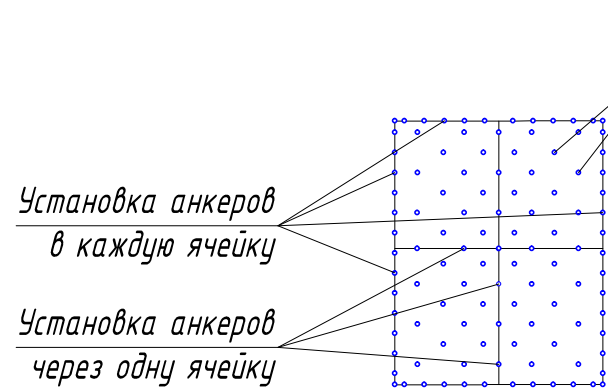 Установка анкеров
в каждую ячейку
Установка анкеров
через одну ячейку